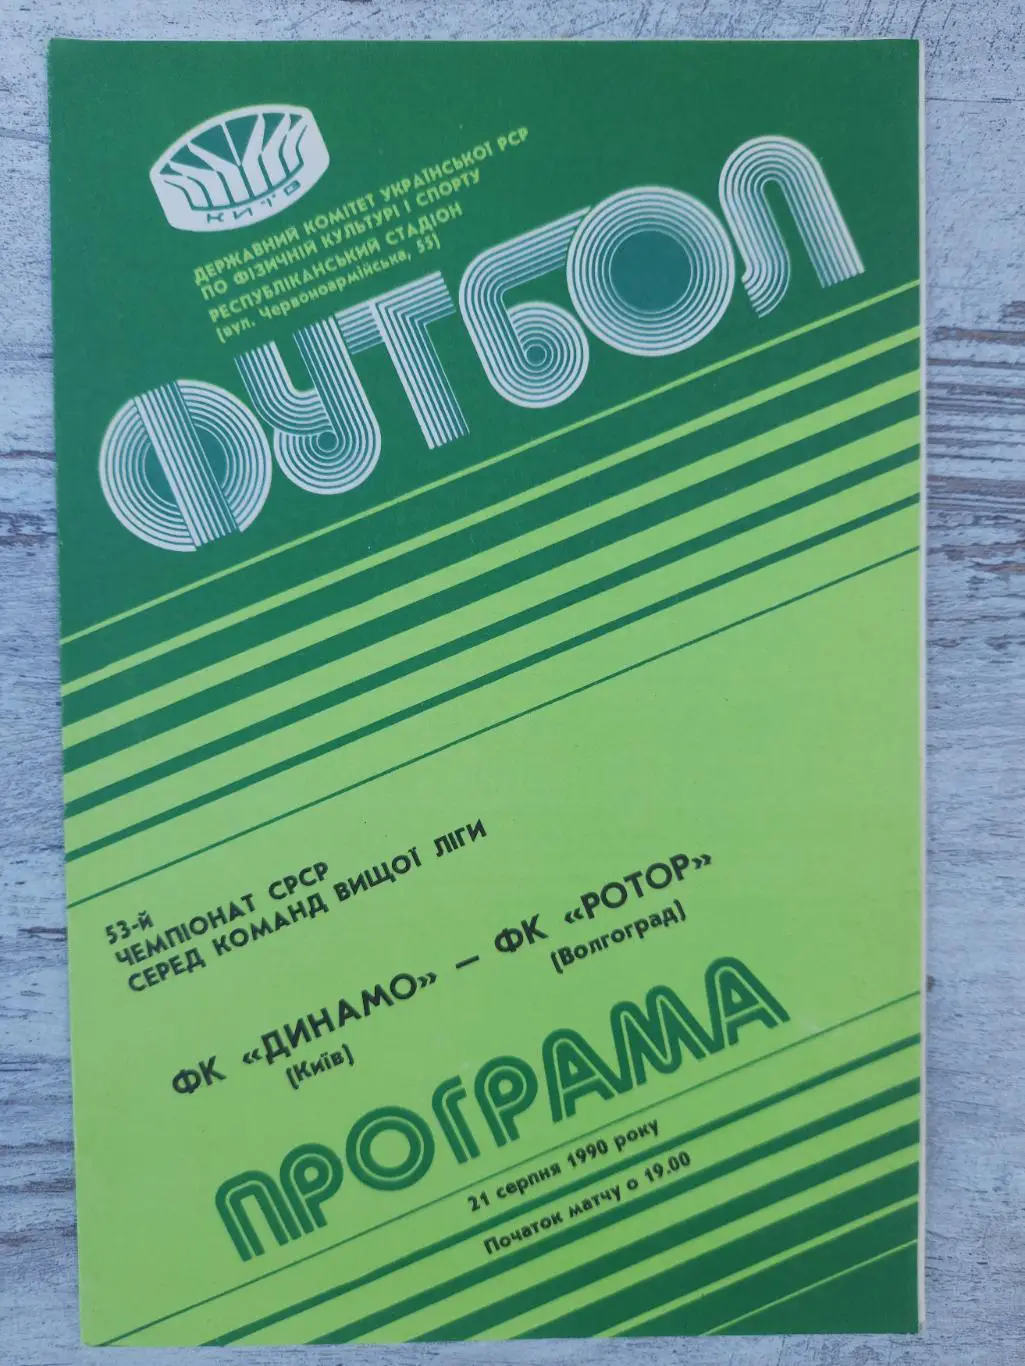 КИЇВ
ДЕРЖАВНИЙ КОМІТЕТ УКРАЇНСЬКОЇ РСР
ПО ФІЗИЧНІЙ КУЛЬТУРІ І СПОРТУ
РЕСПУБЛІКАНСЬКИЙ СТАДІОН
(вул. Червоноармійська, 55)
ФУТБОЛ
53-й
ЧЕМПІОНАТ СРСР
СЕРЕД КОМАНД ВИЩОЇ ЛІГИ
ФК «ДИНАМО» — ФК «РОТОР»
(Київ) (Волгоград)
ПРОГРАМА
21 серпня 1990 року
Початок матчу о 19.00